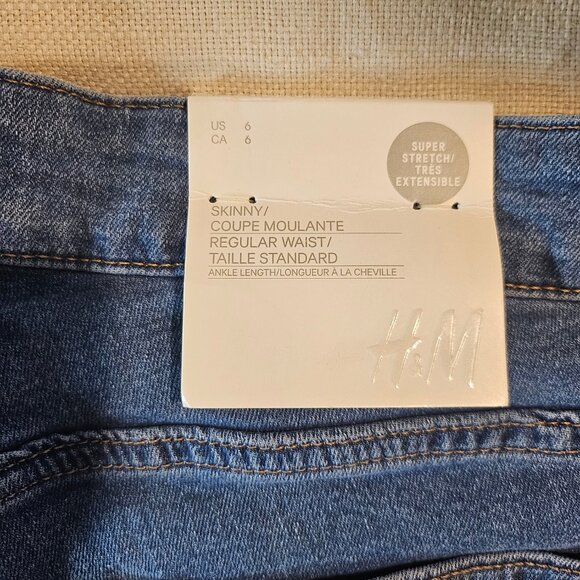 US 6
CA 6
SUPER
STRETCH/
TRÈS
EXTENSIBLE
SKINNY/
COUPE MOULANTE
REGULAR WAIST/
TAILLE STANDARD
ANKLE LENGTH/LONGUEUR À LA CHEVILLE
H&M